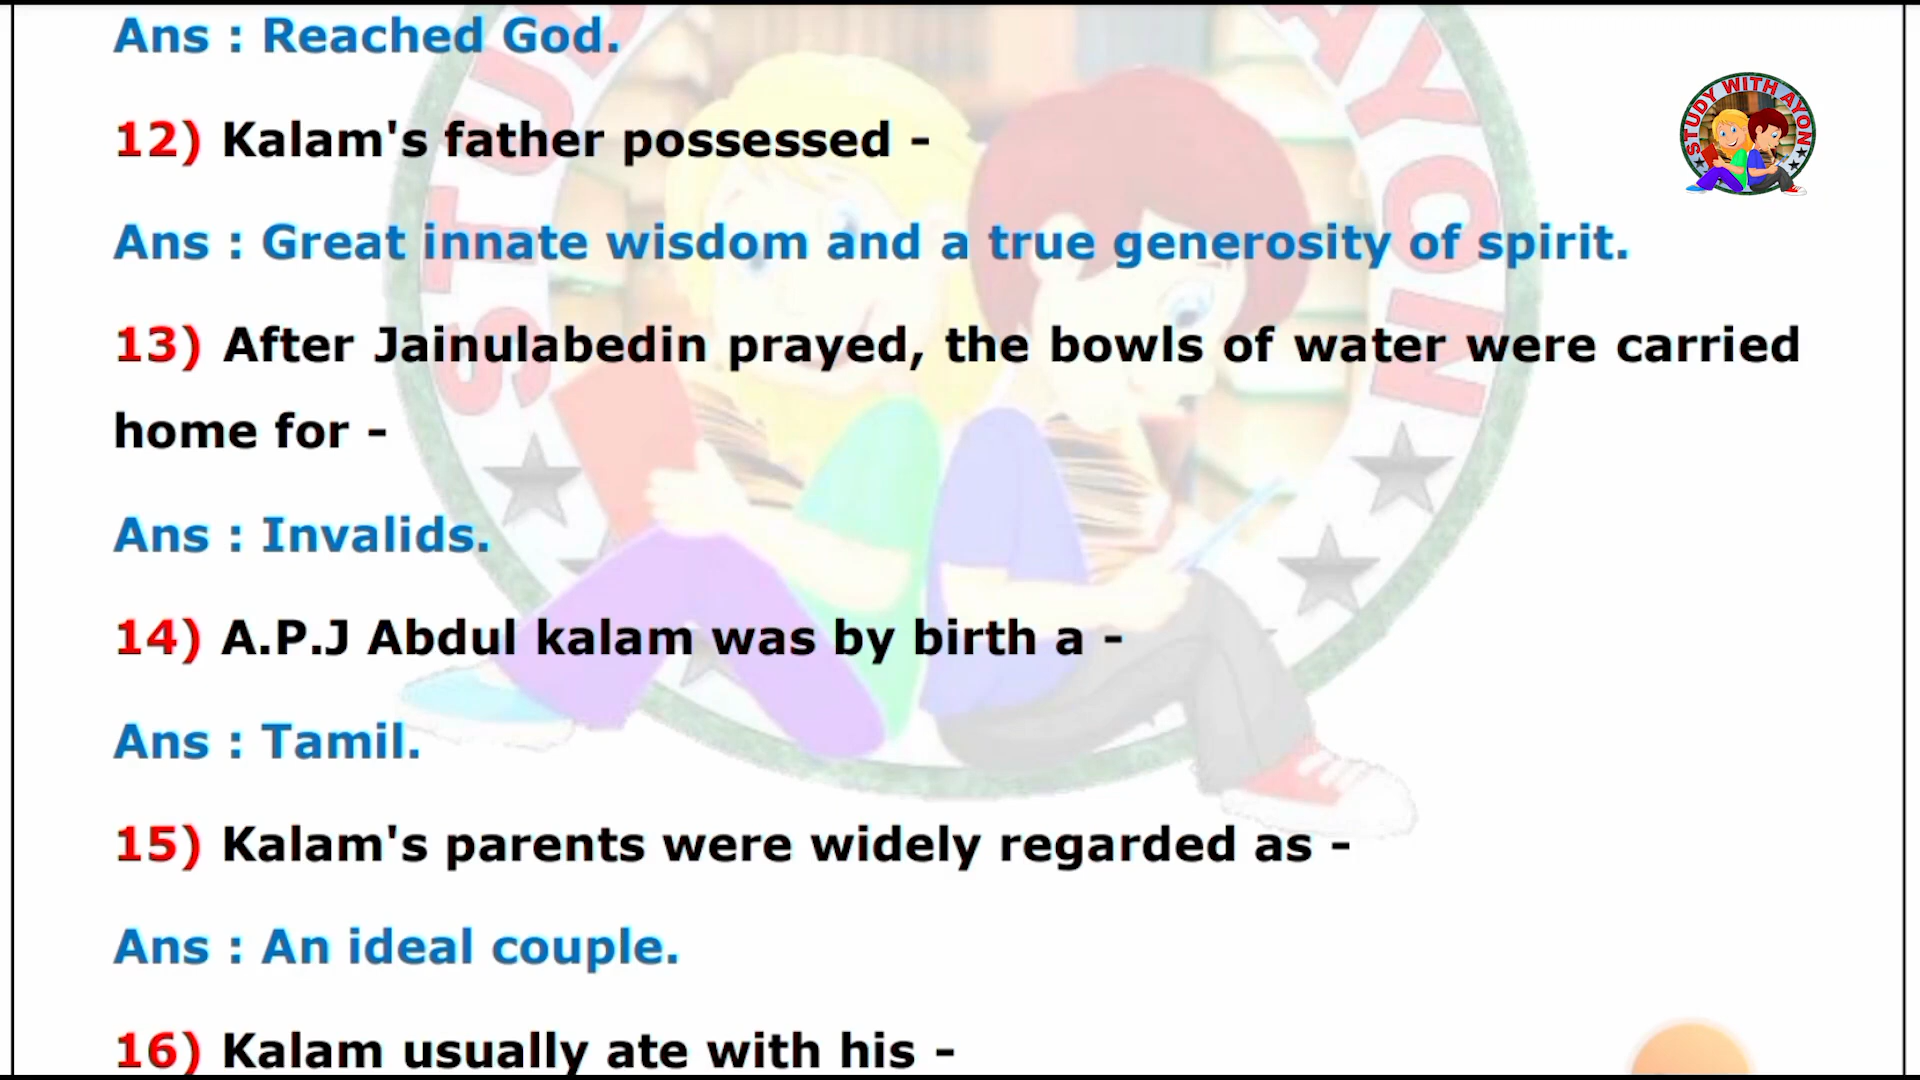 Ans : Reached God.
12) Kalam's father possessed -
STUDY WITH AYON
Ans : Great innate wisdom and a true generosity of spirit.
13) After Jainulabedin prayed, the bowls of water were carried
home for -
Ans : Invalids.
14) A.P.J Abdul kalam was by birth a -
Ans : Tamil.
15) Kalam's parents were widely regarded as -
Ans : An ideal couple.
16) Kalam usually ate with his -